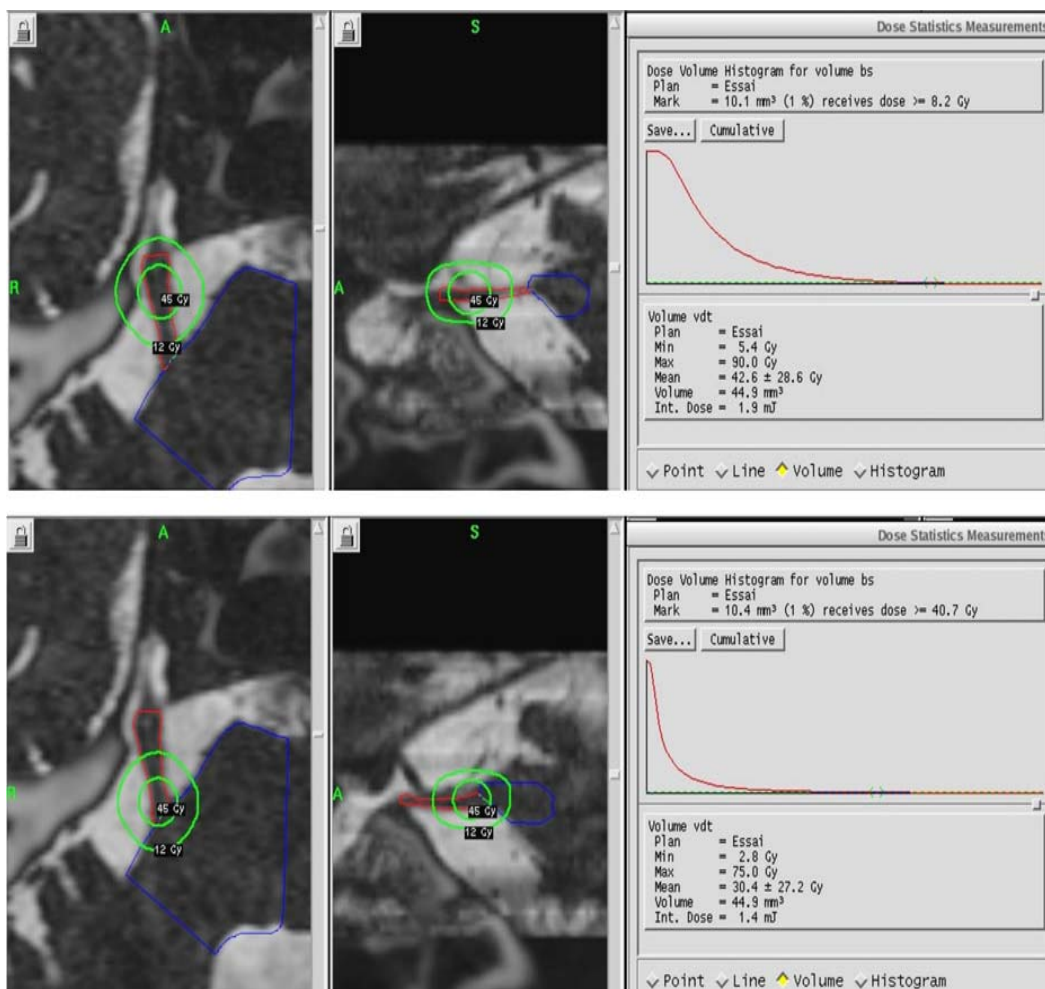 A
R
45 Gy
12 Gy
S
A
45 Gy
12 Gy
Dose Statistics Measurements
Dose Volume Histogram for volume bs
Plan = Essai
Mark = 10.1 mm³ (1 %) receives dose >= 8.2 Gy
Save... Cumulative
Volume vdt
Plan = Essai
Min = 5.4 Gy
Max = 90.0 Gy
Mean = 42.6 ± 28.6 Gy
Volume = 44.9 mm³
Int. Dose = 1.9 mJ
Point Line Volume Histogram
A
R
45 Gy
12 Gy
S
A
45 Gy
12 Gy
Dose Statistics Measurements
Dose Volume Histogram for volume bs
Plan = Essai
Mark = 10.4 mm³ (1 %) receives dose >= 40.7 Gy
Save... Cumulative
Volume vdt
Plan = Essai
Min = 2.8 Gy
Max = 75.0 Gy
Mean = 30.4 ± 27.2 Gy
Volume = 44.9 mm³
Int. Dose = 1.4 mJ
Point Line Volume Histogram